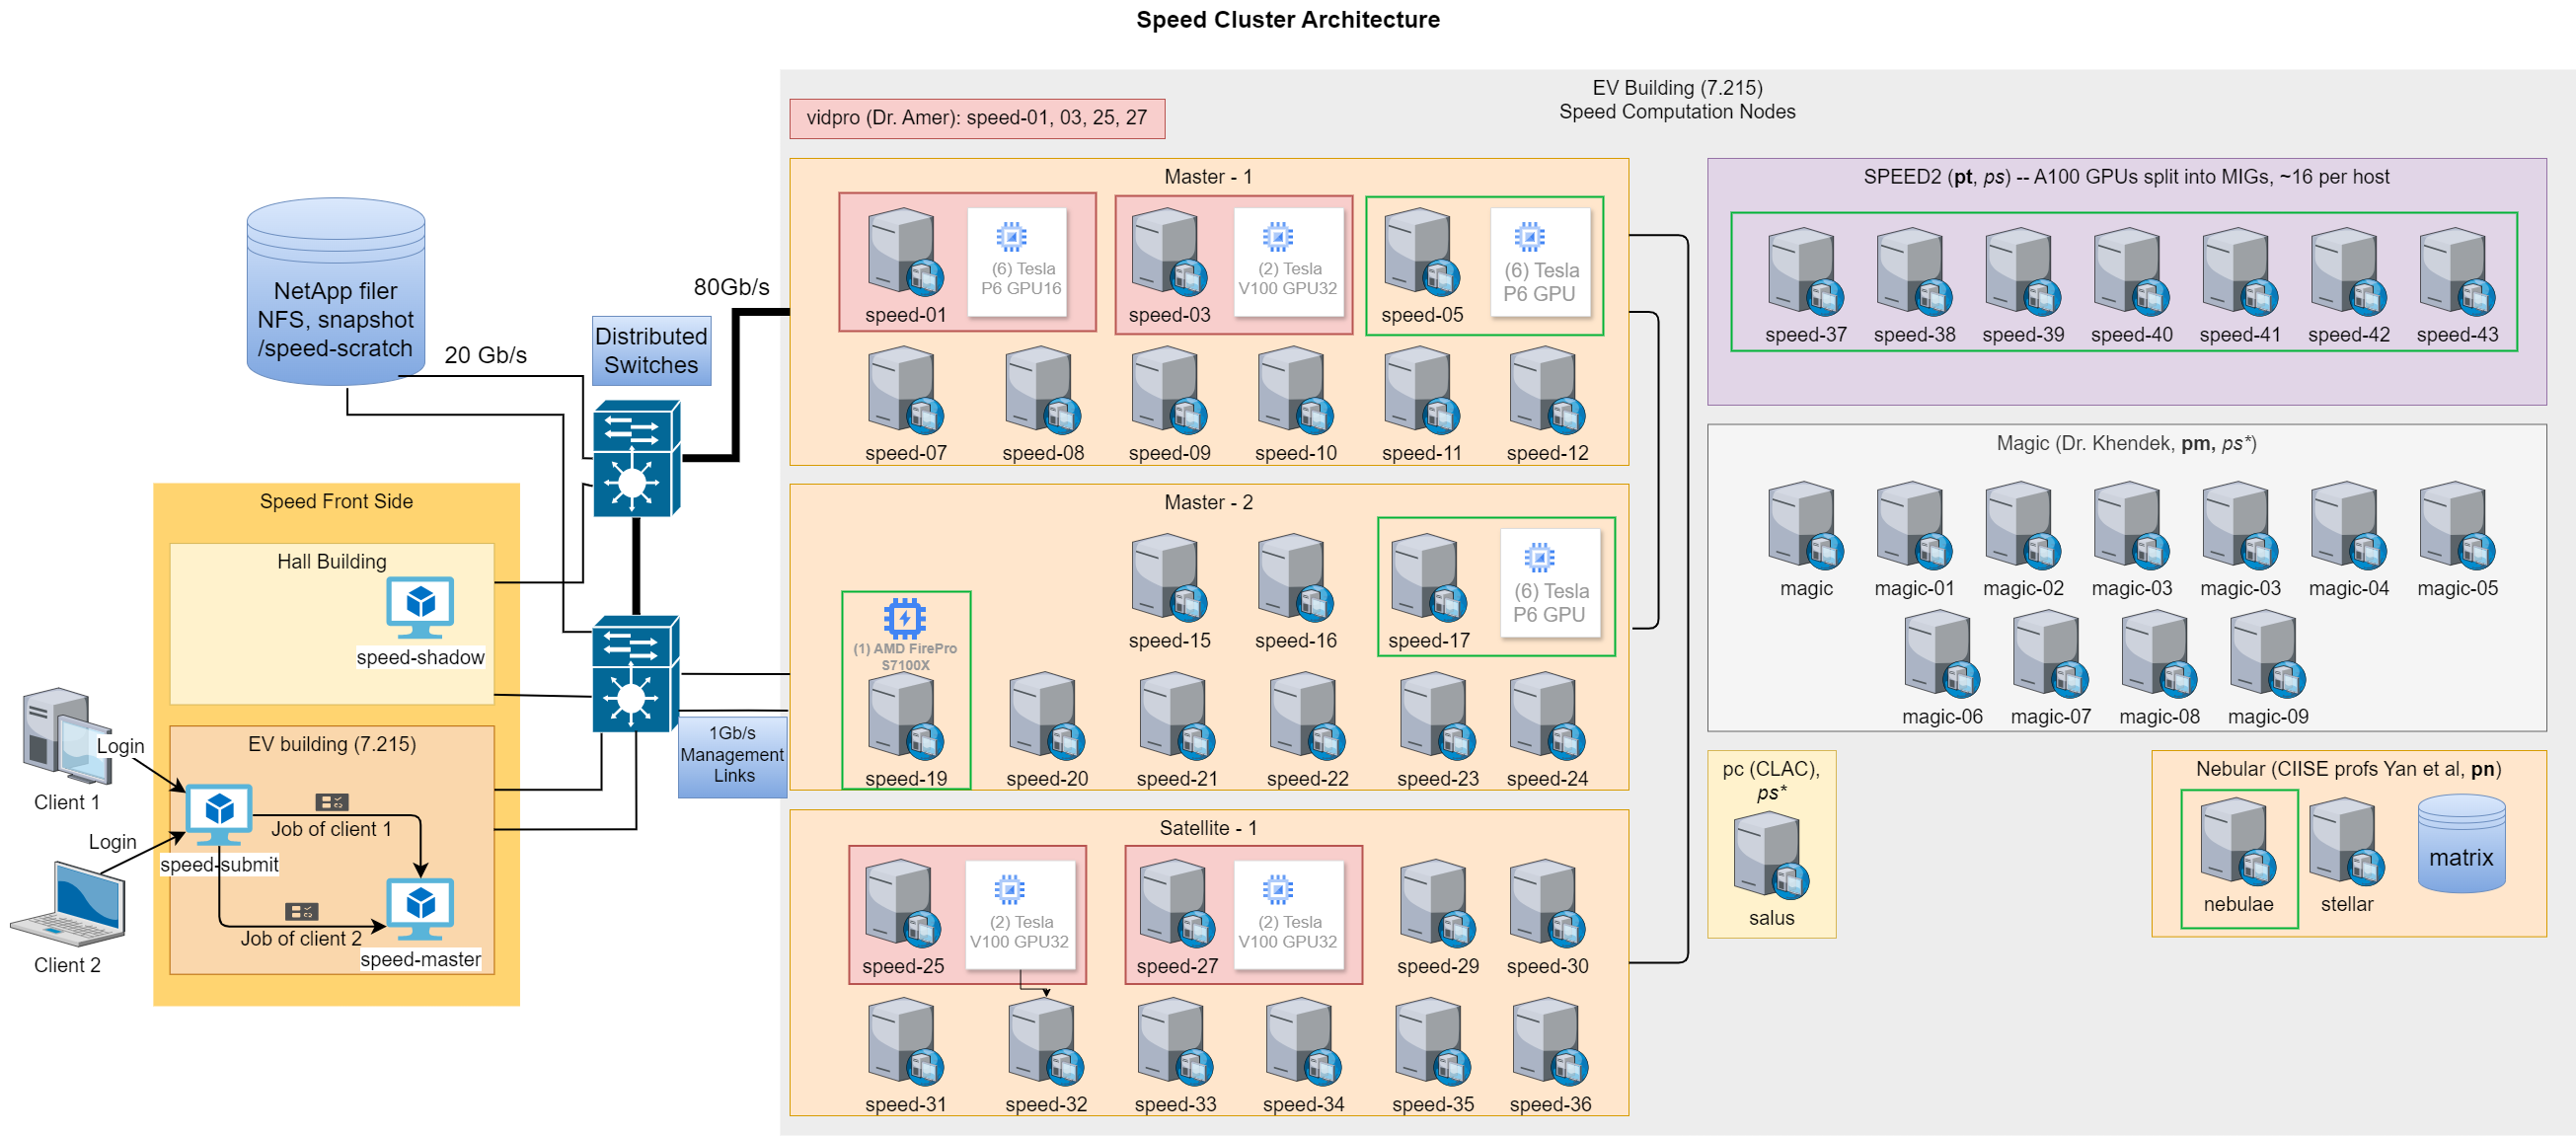 Speed Cluster Architecture
EV Building (7.215)
Speed Computation Nodes
vidpro (Dr. Amer): speed-01, 03, 25, 27
NetApp filer
NFS, snapshot
/speed-scratch
20 Gb/s
80Gb/s
Distributed
Switches
1Gb/s
Management
Links
Speed Front Side
Hall Building
speed-shadow
EV building (7.215)
Login
Client 1
Login
Client 2
speed-submit
Job of client 1
Job of client 2
speed-master
Master - 1
(6) Tesla
P6 GPU16
speed-01
(2) Tesla
V100 GPU32
speed-03
(6) Tesla
P6 GPU
speed-05
speed-07
speed-08
speed-09
speed-10
speed-11
speed-12
Master - 2
speed-15
speed-16
(6) Tesla
P6 GPU
speed-17
(1) AMD FirePro
S7100X
speed-19
speed-20
speed-21
speed-22
speed-23
speed-24
Satellite - 1
(2) Tesla
V100 GPU32
speed-25
(2) Tesla
V100 GPU32
speed-27
speed-29
speed-30
speed-31
speed-32
speed-33
speed-34
speed-35
speed-36
SPEED2 (pt, ps) -- A100 GPUs split into MIGs, ~16 per host
speed-37
speed-38
speed-39
speed-40
speed-41
speed-42
speed-43
Magic (Dr. Khendek, pm, ps*)
magic
magic-01
magic-02
magic-03
magic-03
magic-04
magic-05
magic-06
magic-07
magic-08
magic-09
pc (CLAC),
ps*
salus
Nebular (CIISE profs Yan et al, pn)
nebulae
stellar
matrix